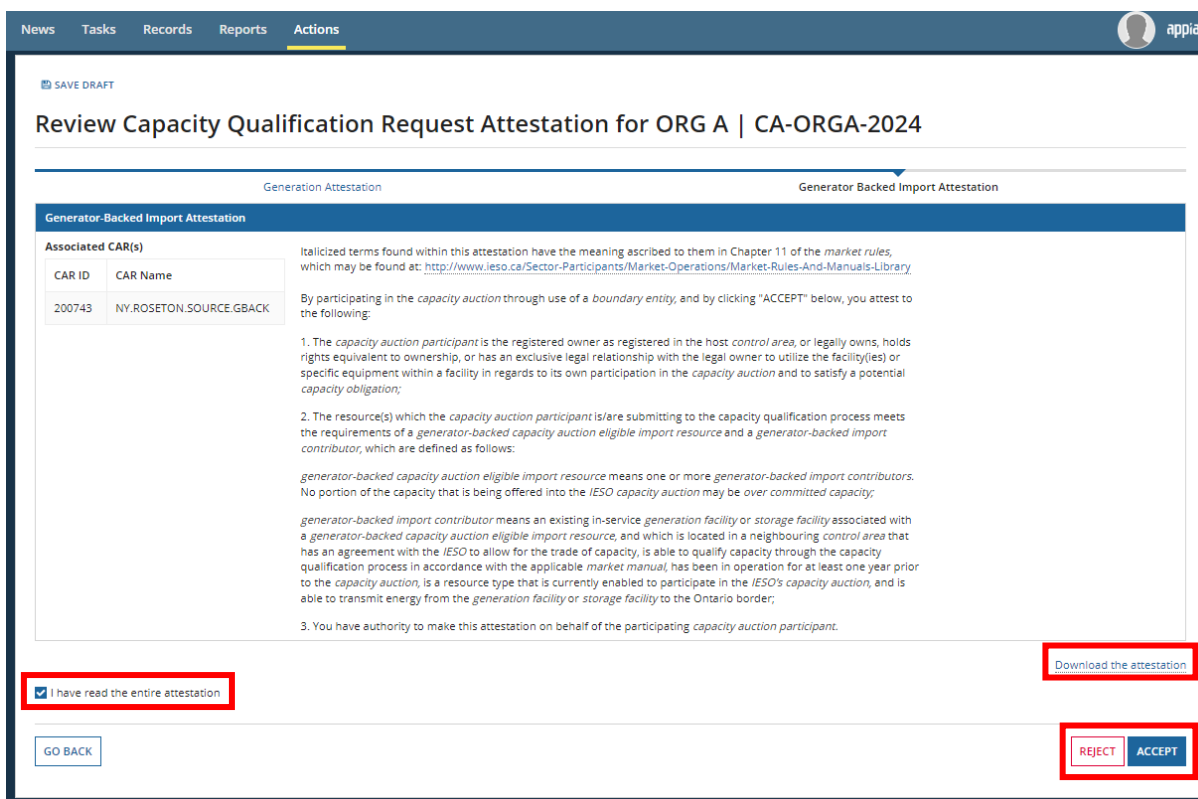 News Tasks Records Reports Actions
appia
SAVE DRAFT
Review Capacity Qualification Request Attestation for ORG A | CA-ORGA-2024
Generation Attestation
Generator Backed Import Attestation
Generator-Backed Import Attestation
Associated CAR(s)
CAR ID CAR Name
200743 NY.ROSETON.SOURCE.GBACK
Italicized terms found within this attestation have the meaning ascribed to them in Chapter 11 of the market rules,
which may be found at: http://www.ieso.ca/Sector-Participants/Market-Operations/Market-Rules-And-Manuals-Library
By participating in the capacity auction through use of a boundary entity, and by clicking "ACCEPT" below, you attest to
the following:
1. The capacity auction participant is the registered owner as registered in the host control area, or legally owns, holds
rights equivalent to ownership, or has an exclusive legal relationship with the legal owner to utilize the facility(ies) or
specific equipment within a facility in regards to its own participation in the capacity auction and to satisfy a potential
capacity obligation;
2. The resource(s) which the capacity auction participant is/are submitting to the capacity qualification process meets
the requirements of a generator-backed capacity auction eligible import resource and a generator-backed import
contributor, which are defined as follows:
generator-backed capacity auction eligible import resource means one or more generator-backed import contributors.
No portion of the capacity that is being offered into the IESO capacity auction may be over committed capacity;
generator-backed import contributor means an existing in-service generation facility or storage facility associated with
a generator-backed capacity auction eligible import resource, and which is located in a neighbouring control area that
has an agreement with the IESO to allow for the trade of capacity, is able to qualify capacity through the capacity
qualification process in accordance with the applicable market manual, has been in operation for at least one year prior
to the capacity auction, is a resource type that is currently enabled to participate in the IESO's capacity auction, and is
able to transmit energy from the generation facility or storage facility to the Ontario border;
3. You have authority to make this attestation on behalf of the participating capacity auction participant.
Download the attestation
I have read the entire attestation
GO BACK
REJECT ACCEPT